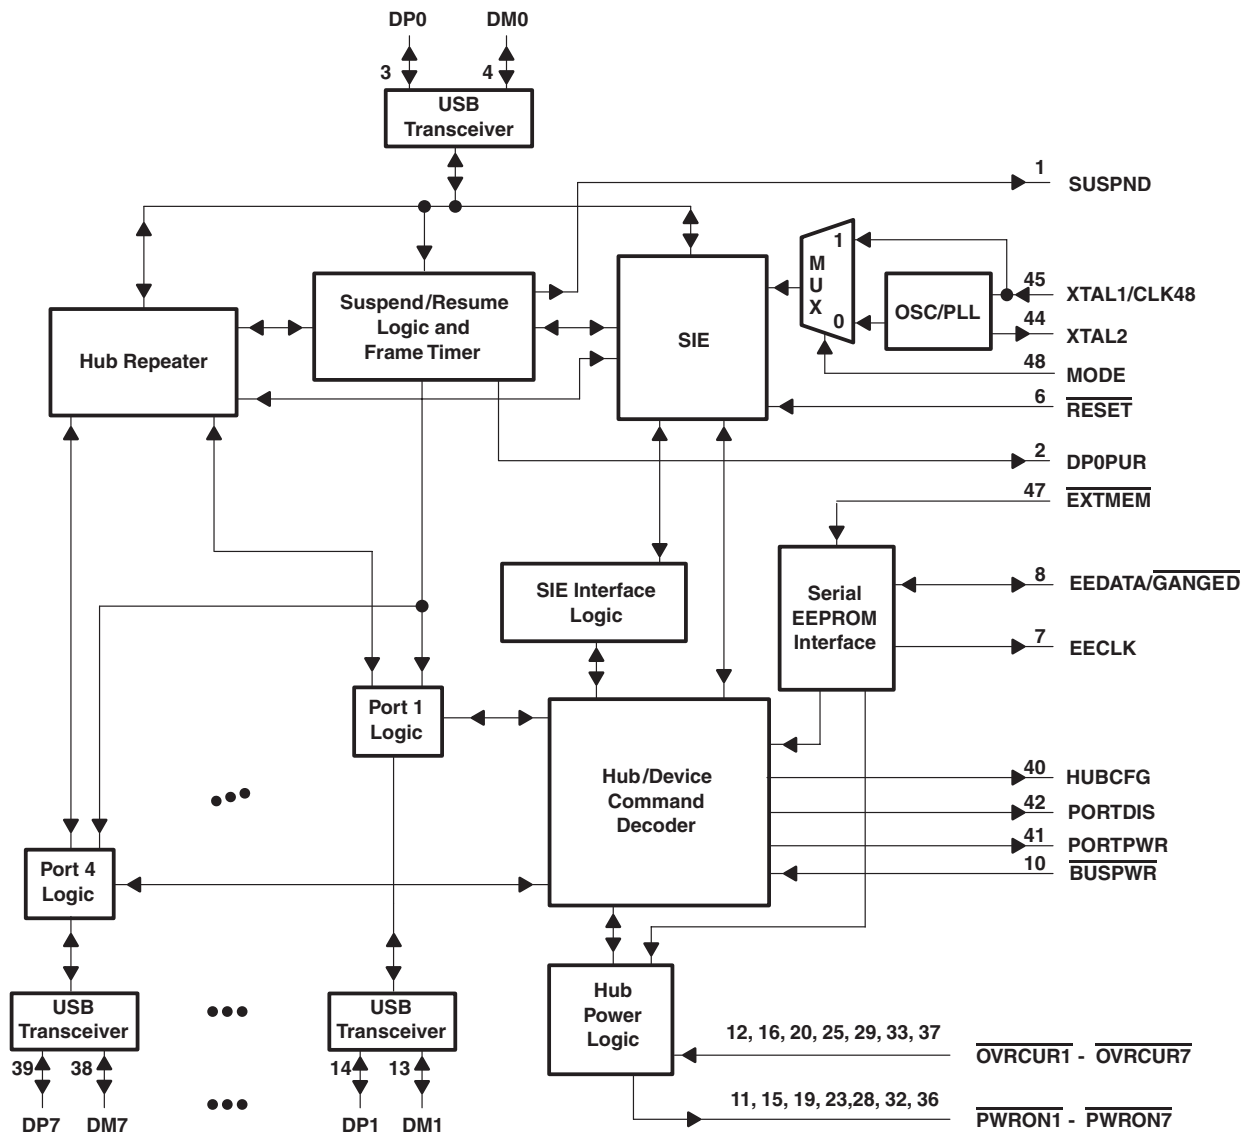 DP0 DM0
3 4
USB
Transceiver
1 SUSPND
Suspend/Resume
Logic and
Frame Timer
Hub Repeater
SIE
MUX
1
0
OSC/PLL
45 XTAL1/CLK48
44 XTAL2
48 MODE
6 RESET
2 DP0PUR
47 EXTMEM
SIE Interface
Logic
Serial
EEPROM
Interface
8 EEDATA/GANGED
7 EECLK
Port 1
Logic
Hub/Device
Command
Decoder
40 HUBCFG
42 PORTDIS
41 PORTPWR
10 BUSPWR
Port 4
Logic
USB
Transceiver
USB
Transceiver
Hub
Power
Logic
12, 16, 20, 25, 29, 33, 37 OVRCUR1 - OVRCUR7
39 38 14 13
11, 15, 19, 23,28, 32, 36 PWRON1 - PWRON7
DP7 DM7 DP1 DM1